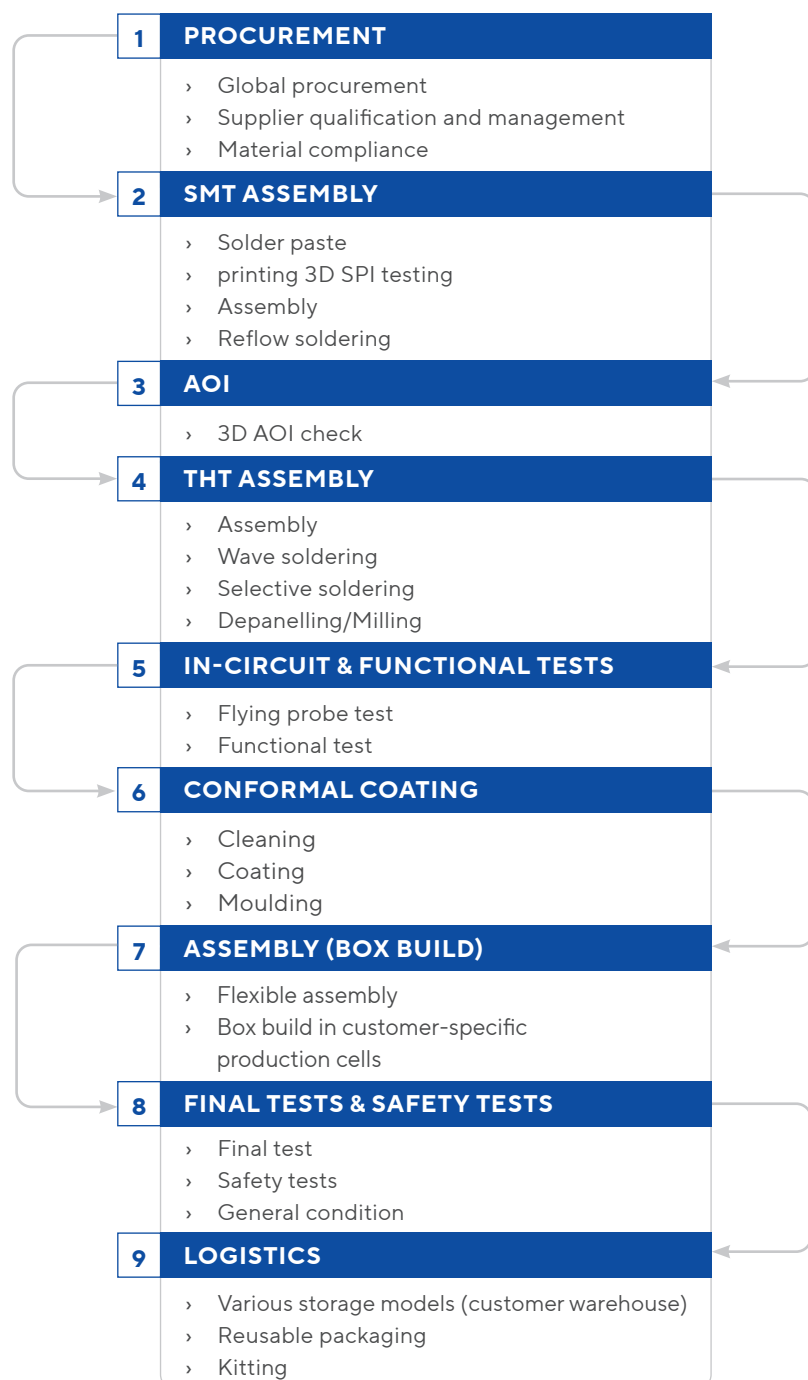 1 PROCUREMENT
› Global procurement
› Supplier qualification and management
› Material compliance
2 SMT ASSEMBLY
› Solder paste
› printing 3D SPI testing
› Assembly
› Reflow soldering
3 AOI
› 3D AOI check
4 THT ASSEMBLY
› Assembly
› Wave soldering
› Selective soldering
› Depanelling/Milling
5 IN-CIRCUIT & FUNCTIONAL TESTS
› Flying probe test
› Functional test
6 CONFORMAL COATING
› Cleaning
› Coating
› Moulding
7 ASSEMBLY (BOX BUILD)
› Flexible assembly
› Box build in customer-specific
production cells
8 FINAL TESTS & SAFETY TESTS
› Final test
› Safety tests
› General condition
9 LOGISTICS
› Various storage models (customer warehouse)
› Reusable packaging
› Kitting